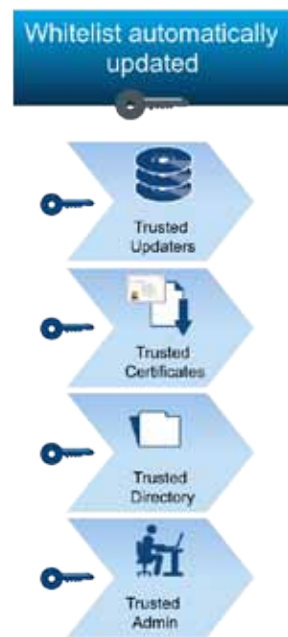 Whitelist automatically
updated
Trusted
Updaters
Trusted
Certificates
Trusted
Directory
Trusted
Admin